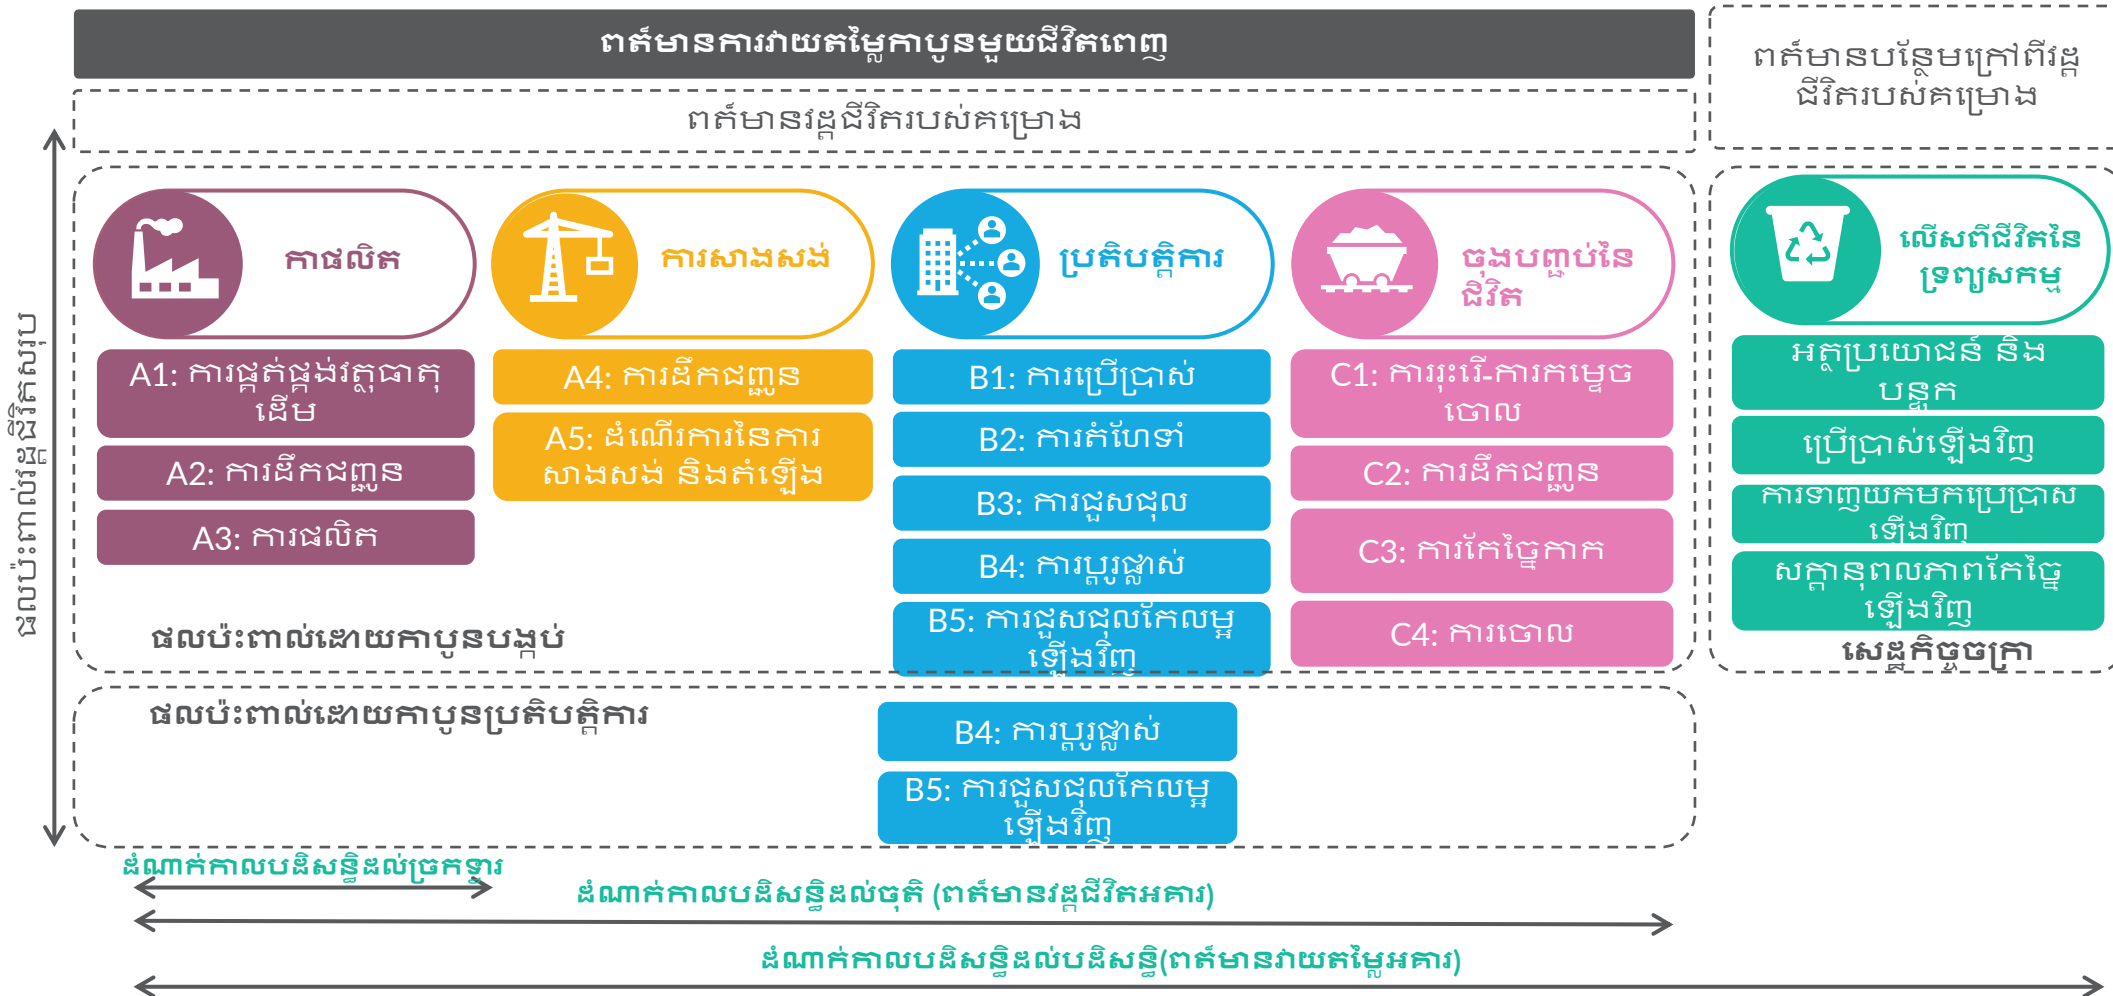 ពត៌មានការវាយតម្លៃកាបូនមួយជីវិតពេញ
ពត៌មានបន្ថែមក្រៅពីវដ្ត
ជីវិតរបស់គម្រោង
ពត៌មានវដ្តជីវិតរបស់គម្រោង
ផលប៉ះពាល់វដ្តជីវិតសរុប
កាផលិត
ការសាងសង់
ប្រតិបត្តិការ
ចុងបញ្ចប់នៃ
ជីវិត
លើសពីជីវិតនៃ
ទ្រព្យសកម្ម
A1: ការផ្គត់ផ្គង់វត្ថុធាតុ
ដើម
A2: ការដឹកជញ្ជូន
A3: ការផលិត
A4: ការដឹកជញ្ជូន
A5: ដំណើរការនៃការ
សាងសង់ និងតំឡើង
B1: ការប្រើប្រាស់
B2: ការតំហែទាំ
B3: ការជួសជុល
B4: ការប្តូរផ្លាស់
B5: ការជួសជុលកែលម្អ
ឡើងវិញ
C1: ការរុះរើ-ការកម្ទេច
ចោល
C2: ការដឹកជញ្ជូន
C3: ការកែច្នៃកាក
C4: ការចោល
អត្ថប្រយោជន៍ និង
បន្ទុក
ប្រើប្រាស់ឡើងវិញ
ការទាញយកមកប្រេប្រាស
ឡើងវិញ
សក្តានុពលភាពកែច្នៃ
ឡើងវិញ
ផលប៉ះពាល់ដោយកាបូនបង្កប់
សេដ្ឋកិច្ចចក្រា
ផលប៉ះពាល់ដោយកាបូនប្រតិបត្តិការ
B4: ការប្តូរផ្លាស់
B5: ការជួសជុលកែលម្អ
ឡើងវិញ
ដំណាក់កាលបដិសន្ធិដល់ច្រកទ្វារ
ដំណាក់កាលបដិសន្ធិដល់ចុតិ (ពត៌មានវដ្តជីវិតអគារ)
ដំណាក់កាលបដិសន្ធិដល់បដិសន្ធិ(ពត៌មានវាយតម្លៃអគារ)